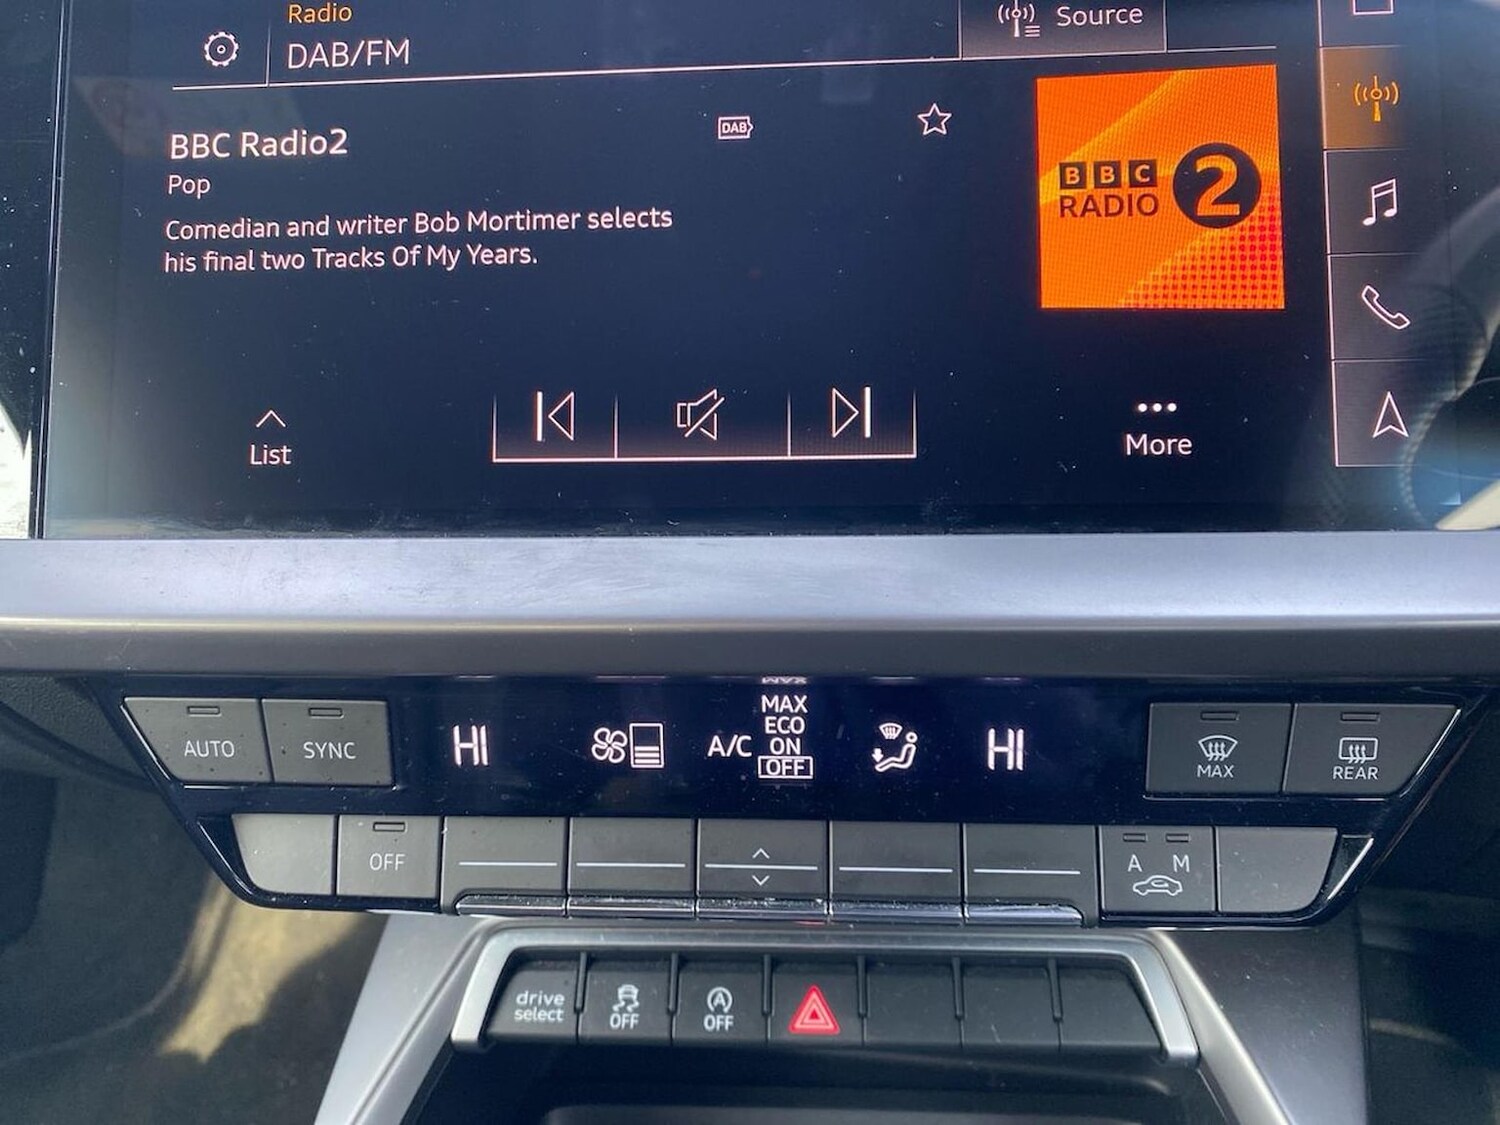 Radio
DAB/FM
Source
BBC Radio2
DAB
Pop
Comedian and writer Bob Mortimer selects
his final two Tracks Of My Years.
BBC
RADIO 2
List
More
AUTO
SYNC
HI
A/C
MAX
ECO
ON
OFF
HI
MAX
REAR
OFF
A M
drive
select
OFF
A
OFF